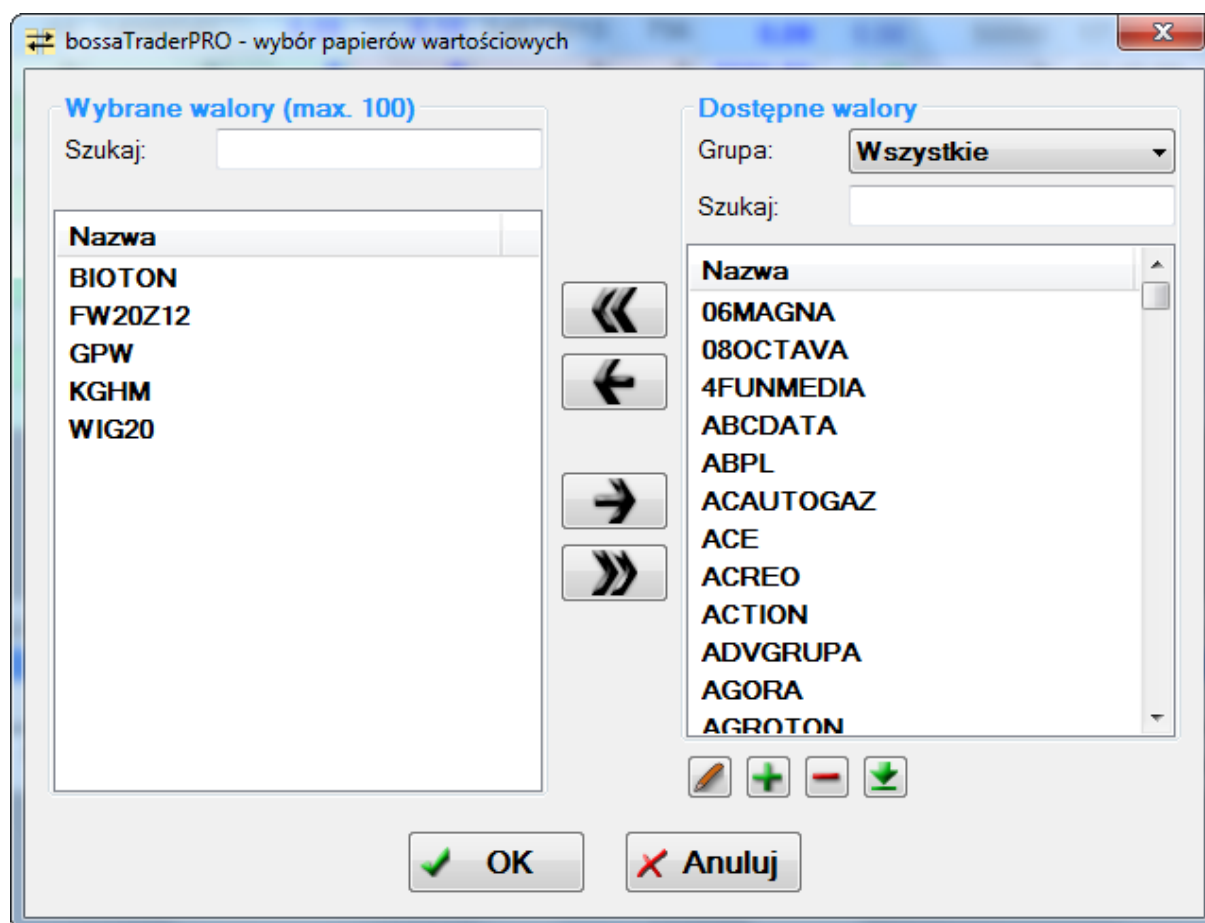 bossaTraderPRO - wybór papierów wartościowych
Wybrane walory (max. 100)
Szukaj:
Nazwa
BIOTON
FW20Z12
GPW
KGHM
WIG20
Dostępne walory
Grupa: Wszystkie
Szukaj:
Nazwa
06MAGNA
08OCTAVA
4FUNMEDIA
ABCDATA
ABPL
ACAUTOGAZ
ACE
ACREO
ACTION
ADVGRUPA
AGORA
AGROTON
OK
Anuluj